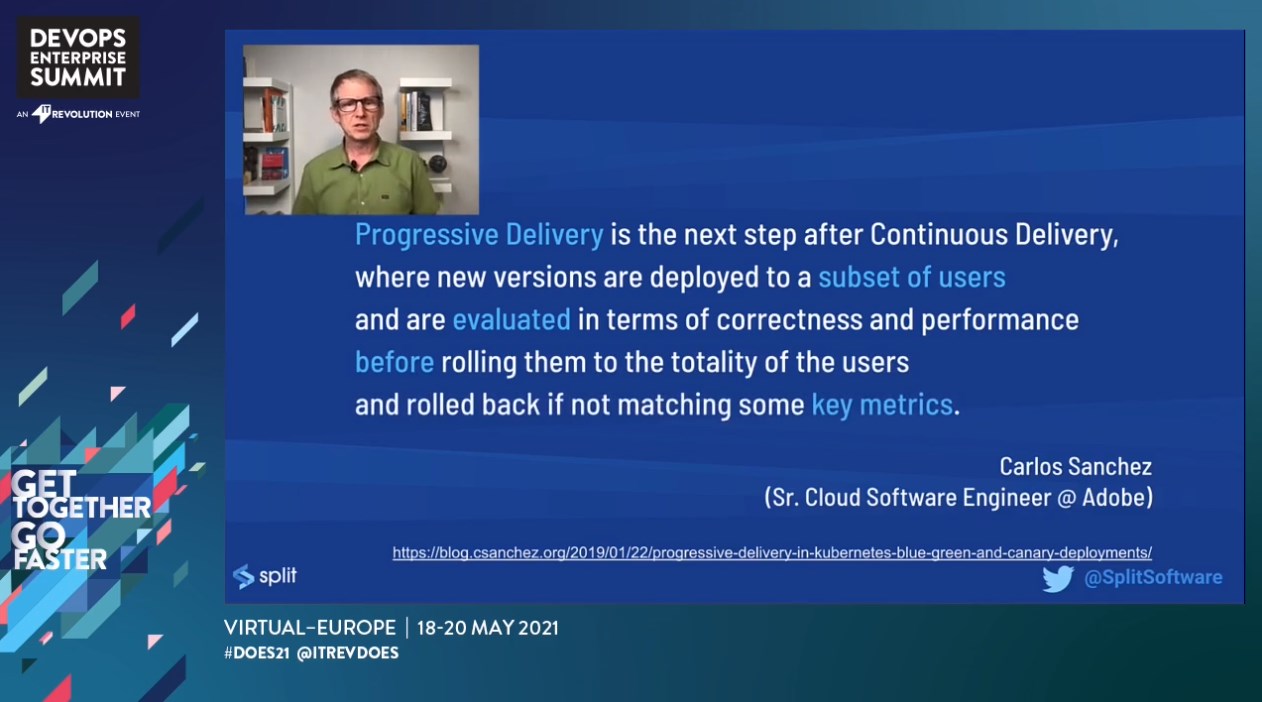 DEVOPS
ENTERPRISE
SUMMIT
AN IT REVOLUTION EVENT
Progressive Delivery is the next step after Continuous Delivery,
where new versions are deployed to a subset of users
and are evaluated in terms of correctness and performance
before rolling them to the totality of the users
and rolled back if not matching some key metrics.
Carlos Sanchez
(Sr. Cloud Software Engineer @ Adobe)
https://blog.csanchez.org/2019/01/22/progressive-delivery-in-kubernetes-blue-green-and-canary-deployments/
split
@SplitSoftware
GET
TOGETHER
GO
FASTER
VIRTUAL–EUROPE | 18-20 MAY 2021
#DOES21 @ITREVDOES